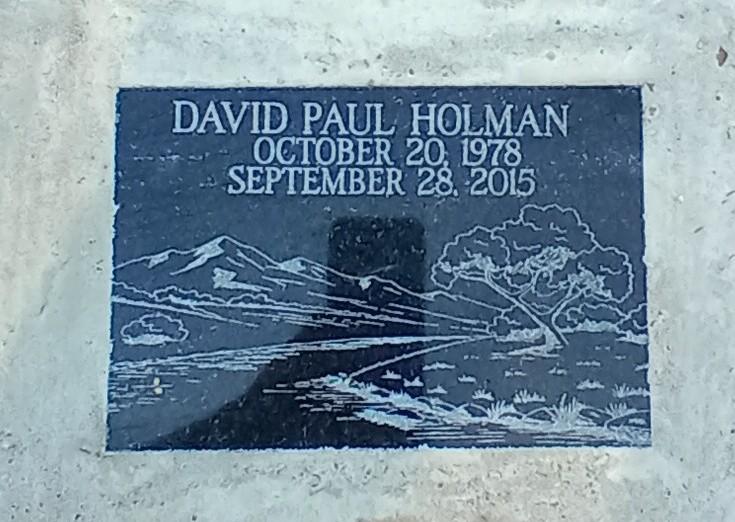 DAVID PAUL HOLMAN
OCTOBER 20, 1978
SEPTEMBER 28, 2015